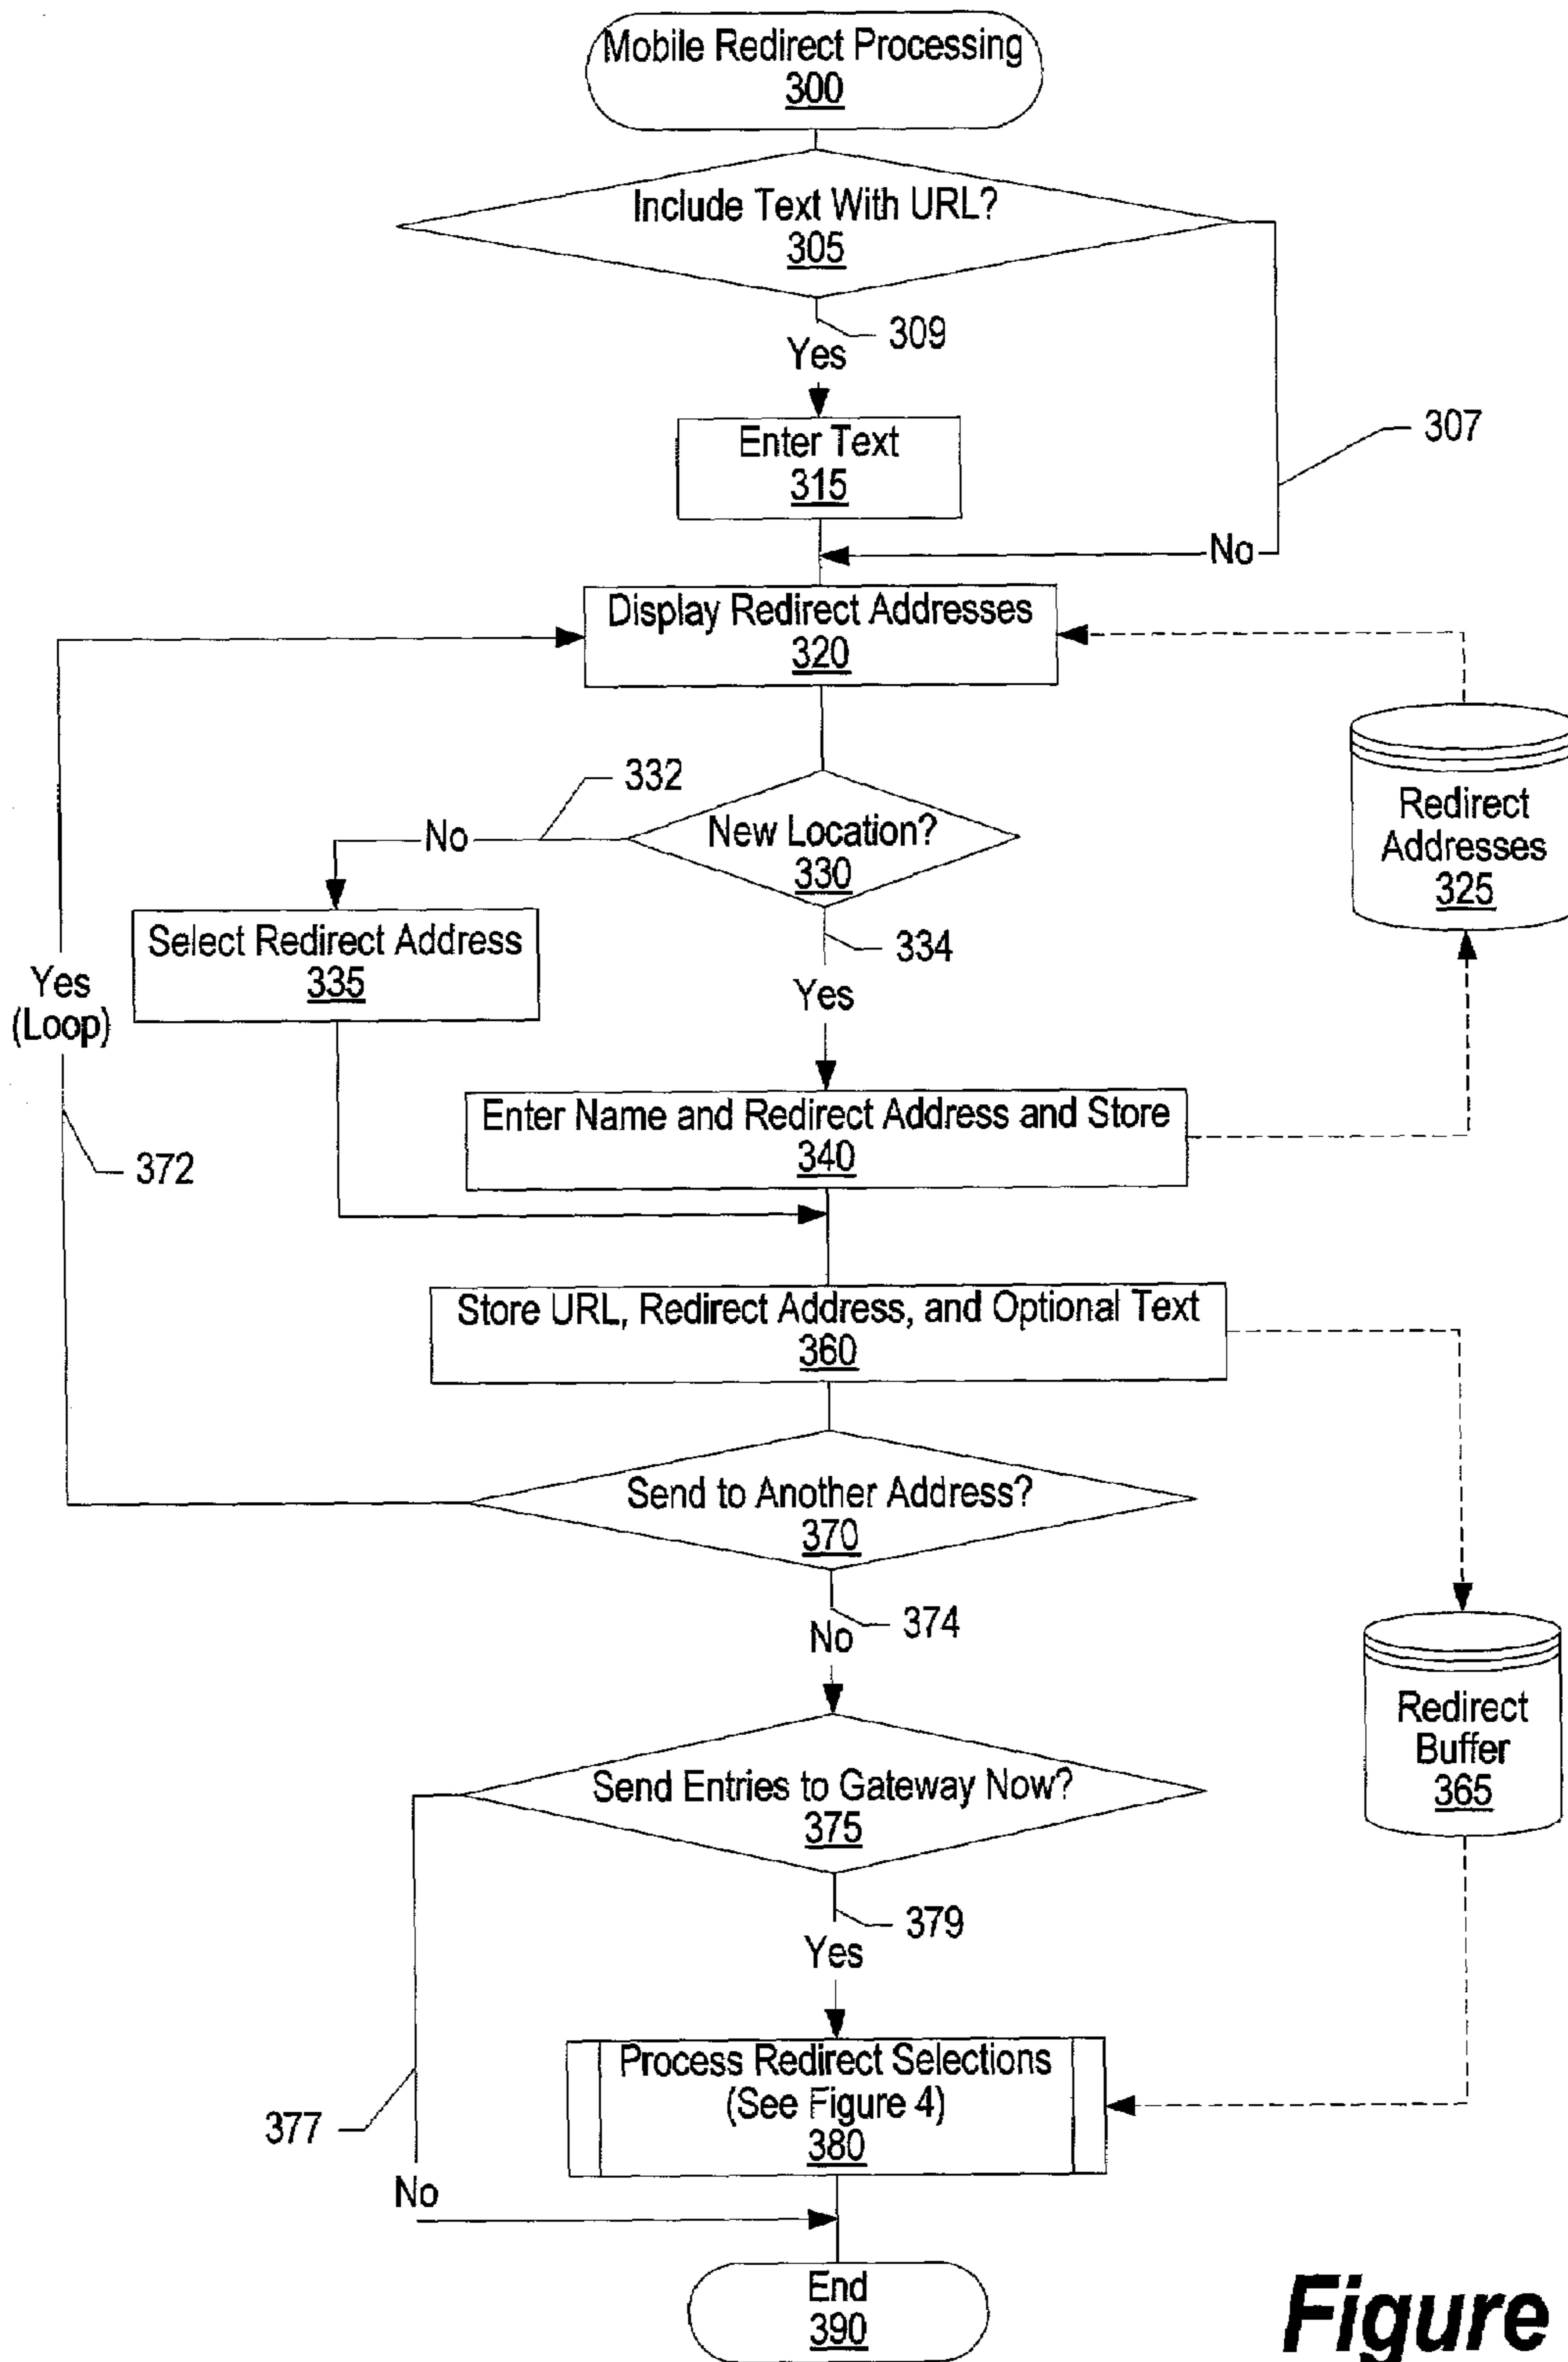 Mobile Redirect Processing
300
Include Text With URL?
305
309
Yes
307
Enter Text
315
No
Display Redirect Addresses
320
332
No
New Location?
330
Redirect
Addresses
325
334
Yes
Select Redirect Address
335
Yes
(Loop)
Enter Name and Redirect Address and Store
340
372
Store URL, Redirect Address, and Optional Text
360
Send to Another Address?
370
374
No
Redirect
Buffer
365
Send Entries to Gateway Now?
375
379
Yes
Process Redirect Selections
(See Figure 4)
380
377
No
End
390
Figure